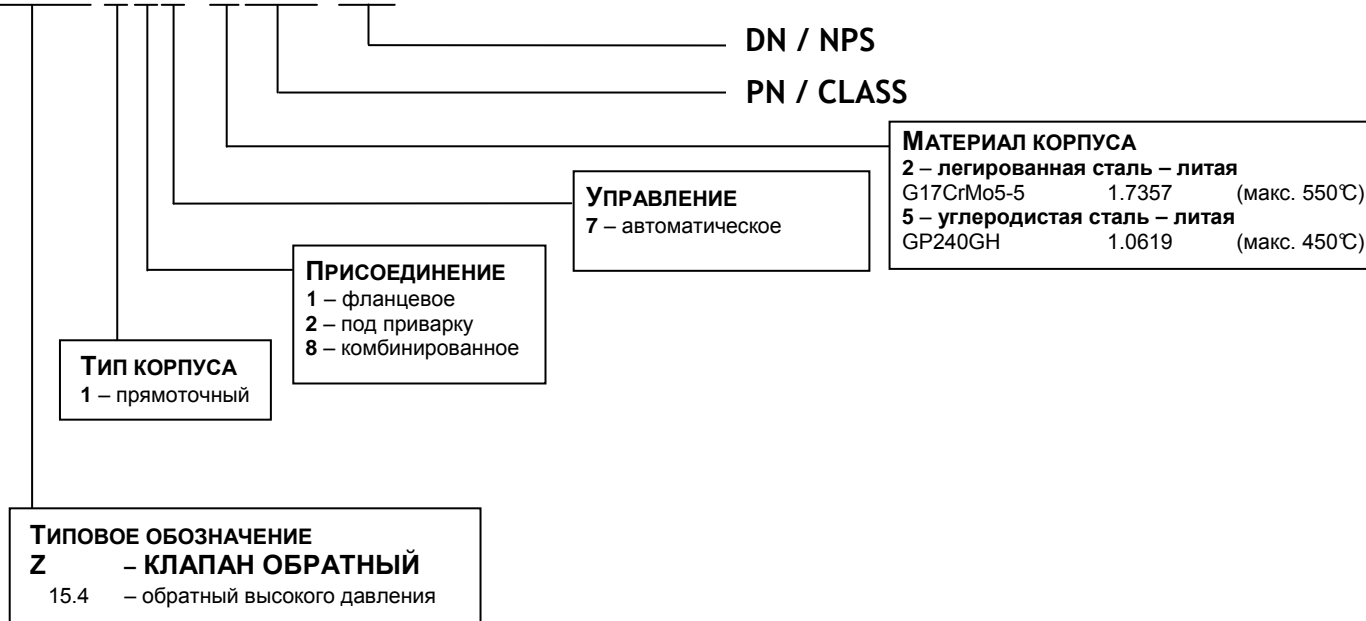 DN / NPS
PN / CLASS
МАТЕРИАЛ КОРПУСА
2 – легированная сталь – литая
G17CrMo5-5 1.7357 (макс. 550°C)
5 – углеродистая сталь – литая
GP240GH 1.0619 (макс. 450°C)
УПРАВЛЕНИЕ
7 – автоматическое
ПРИСОЕДИНЕНИЕ
1 – фланцевое
2 – под приварку
8 – комбинированное
ТИП КОРПУСА
1 – прямоточный
ТИПОВОЕ ОБОЗНАЧЕНИЕ
Z – КЛАПАН ОБРАТНЫЙ
15.4 – обратный высокого давления